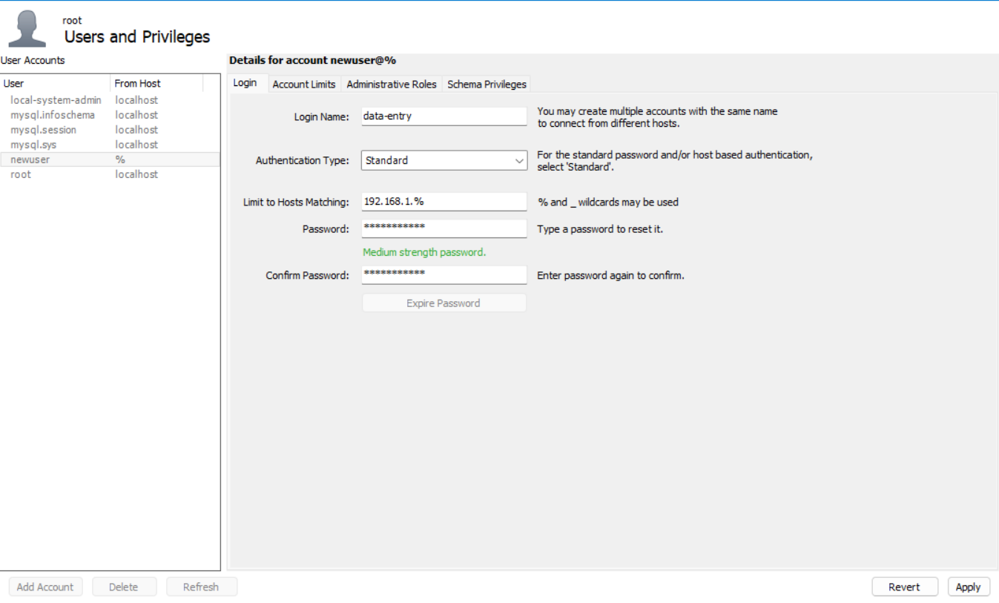 root
Users and Privileges
User Accounts
User From Host
local-system-admin localhost
mysql.infoschema localhost
mysql.session localhost
mysql.sys localhost
newuser %
root localhost
Add Account Delete Refresh
Details for account newuser@%
Login Account Limits Administrative Roles Schema Privileges
Login Name: data-entry You may create multiple accounts with the same name
to connect from different hosts.
Authentication Type: Standard For the standard password and/or host based authentication,
select 'Standard'.
Limit to Hosts Matching: 192.168.1.% % and _ wildcards may be used
Password: *********** Type a password to reset it.
Medium strength password.
Confirm Password: *********** Enter password again to confirm.
Expire Password
Revert Apply